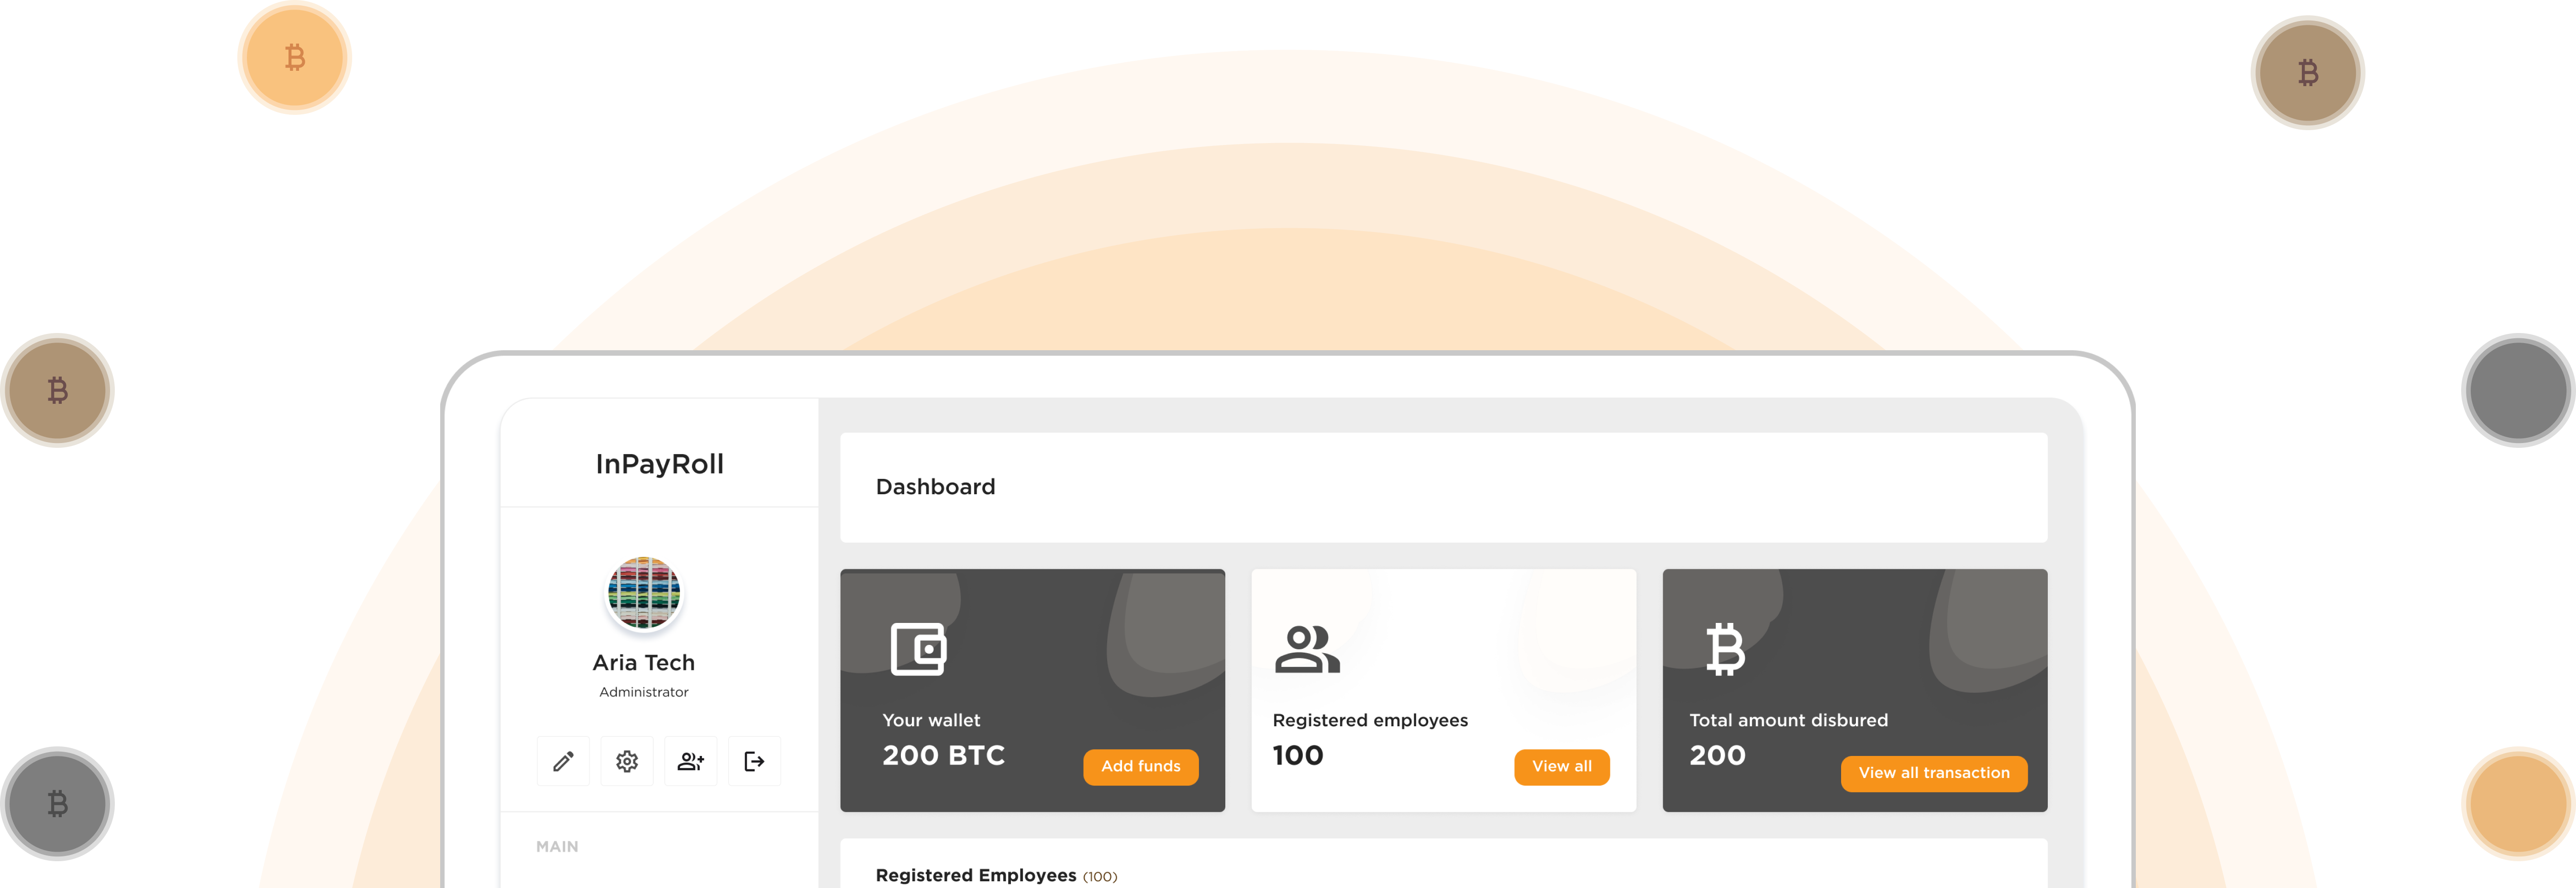 InPayRoll
Dashboard
Aria Tech
Administrator
MAIN
Your wallet
200 BTC
Add funds
Registered employees
100
View all
Total amount disbured
200
View all transaction
Registered Employees (100)